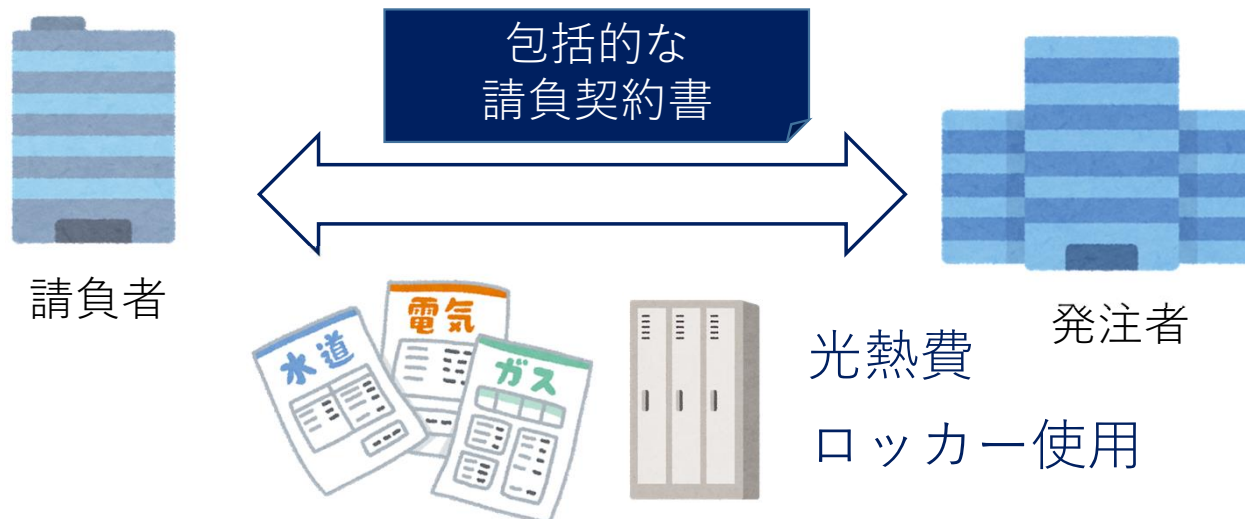 包括的な
請負契約書
請負者
発注者
水道
電気
ガス
光熱費
ロッカー使用